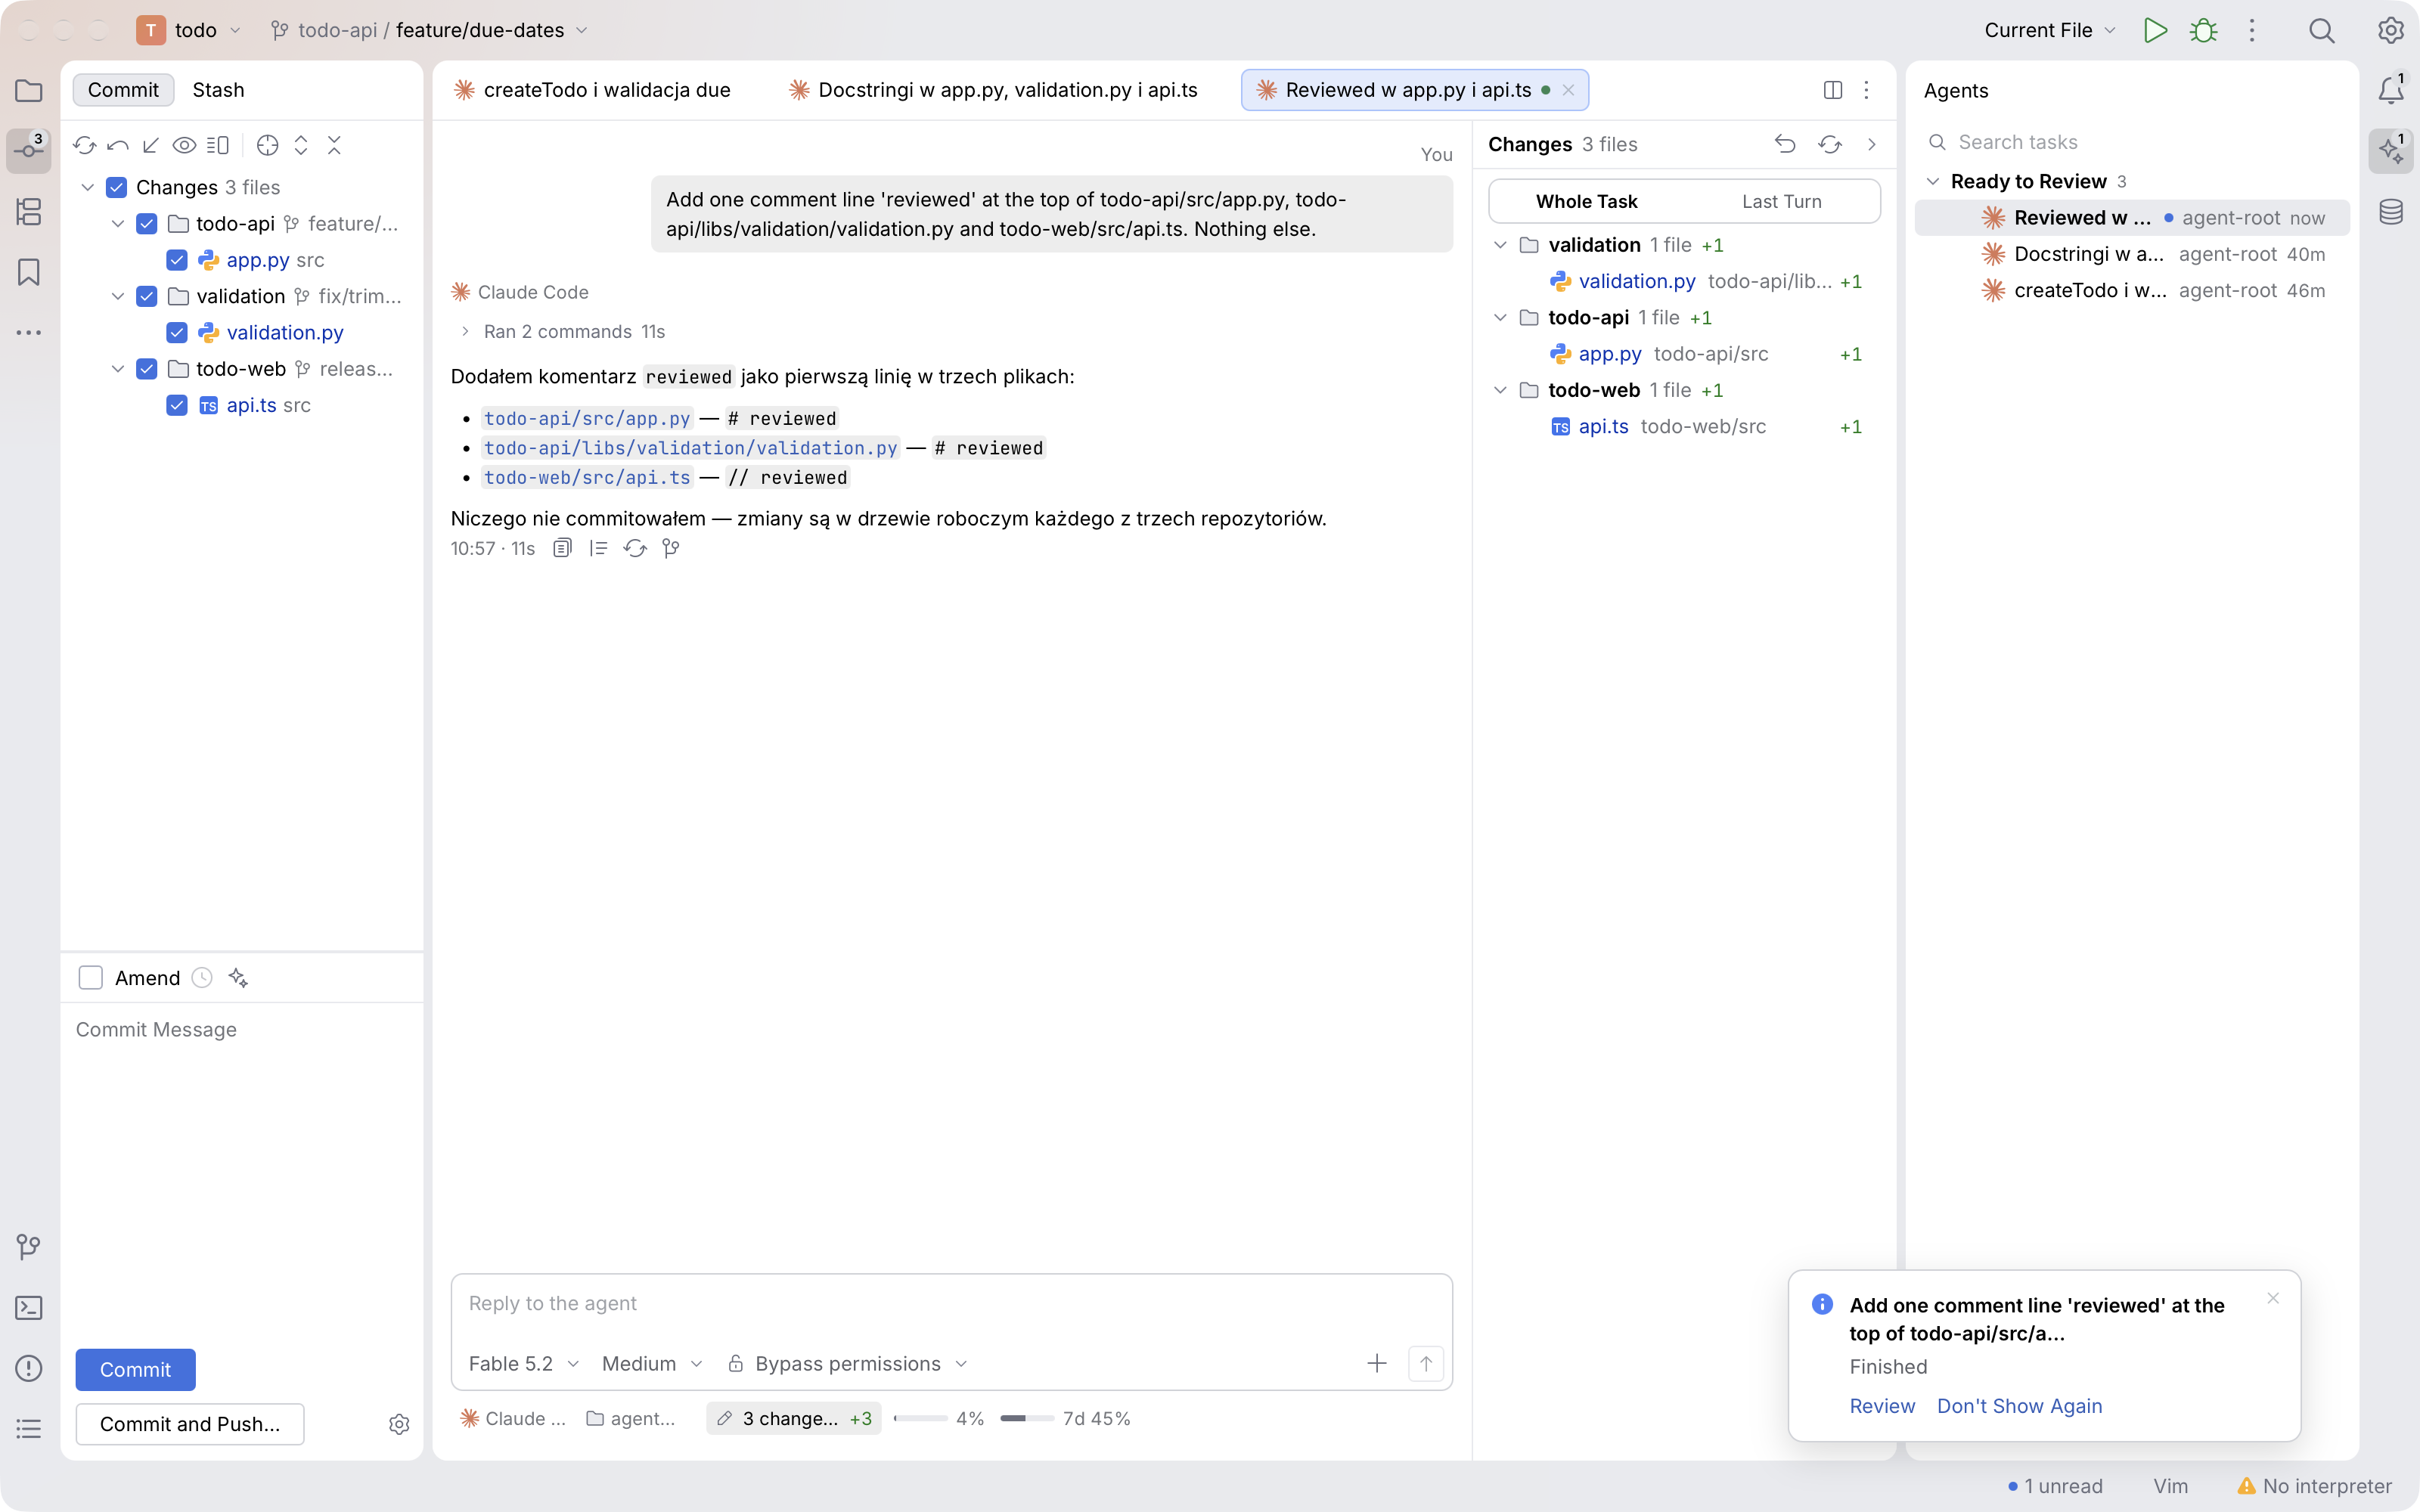 T todo todo-api / feature/due-dates
Current File
Commit Stash
3
Changes 3 files
todo-api feature/...
app.py src
validation fix/trim...
validation.py
todo-web releas...
TS api.ts src
Amend
Commit Message
Commit
Commit and Push...
createTodo i walidacja due
Docstringi w app.py, validation.py i api.ts
Reviewed w app.py i api.ts
You
Add one comment line 'reviewed' at the top of todo-api/src/app.py, todo-
api/libs/validation/validation.py and todo-web/src/api.ts. Nothing else.
Claude Code
Ran 2 commands 11s
Dodałem komentarz reviewed jako pierwszą linię w trzech plikach:
• todo-api/src/app.py — # reviewed
• todo-api/libs/validation/validation.py — # reviewed
• todo-web/src/api.ts — // reviewed
Niczego nie commitowałem — zmiany są w drzewie roboczym każdego z trzech repozytoriów.
10:57 · 11s
Reply to the agent
Fable 5.2 Medium Bypass permissions
Claude ... agent... 3 change... +3 4% 7d 45%
Changes 3 files
Whole Task Last Turn
validation 1 file +1
validation.py todo-api/lib... +1
todo-api 1 file +1
app.py todo-api/src +1
todo-web 1 file +1
TS api.ts todo-web/src +1
Agents
Search tasks
Ready to Review 3
Reviewed w ... agent-root now
Docstringi w a... agent-root 40m
createTodo i w... agent-root 46m
1
1
Add one comment line 'reviewed' at the
top of todo-api/src/a...
Finished
Review Don't Show Again
1 unread Vim No interpreter